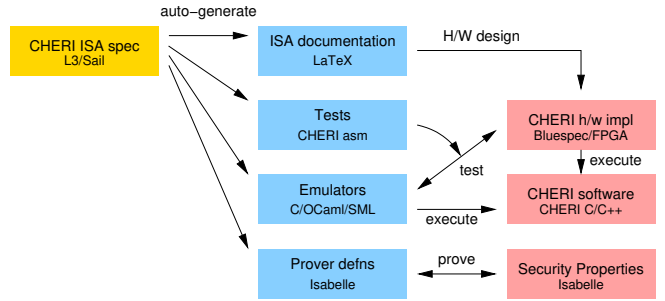 auto-generate
CHERI ISA spec
L3/Sail
ISA documentation
LaTeX
H/W design
Tests
CHERI asm
CHERI h/w impl
Bluespec/FPGA
test
execute
Emulators
C/OCaml/SML
execute
CHERI software
CHERI C/C++
Prover defns
Isabelle
prove
Security Properties
Isabelle